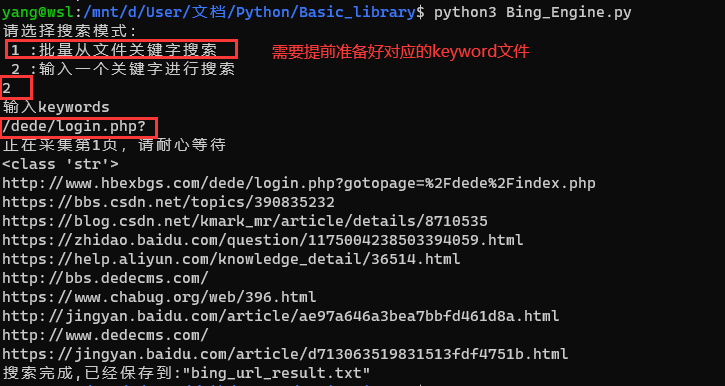 yang@wsl:/mnt/d/User/文档/Python/Basic_library$ python3 Bing_Engine.py
请选择搜索模式:
1 :批量从文件关键字搜索 需要提前准备好对应的keyword文件
2 :输入一个关键字进行搜索
2
输入keywords
/dede/login.php?
正在采集第1页, 请耐心等待
<class 'str'>
http://www.hbexbgs.com/dede/login.php?gotopage=%2Fdede%2Findex.php
https://bbs.csdn.net/topics/390835232
https://blog.csdn.net/kmark_mr/article/details/8710535
https://zhidao.baidu.com/question/1175004238503394059.html
https://help.aliyun.com/knowledge_detail/36514.html
http://bbs.dedecms.com/
https://www.chabug.org/web/396.html
http://jingyan.baidu.com/article/ae97a646a3bea7bbfd461d8a.html
http://www.dedecms.com/
https://jingyan.baidu.com/article/d713063519831513fdf4751b.html
搜索完成,已经保存到:"bing_url_result.txt"